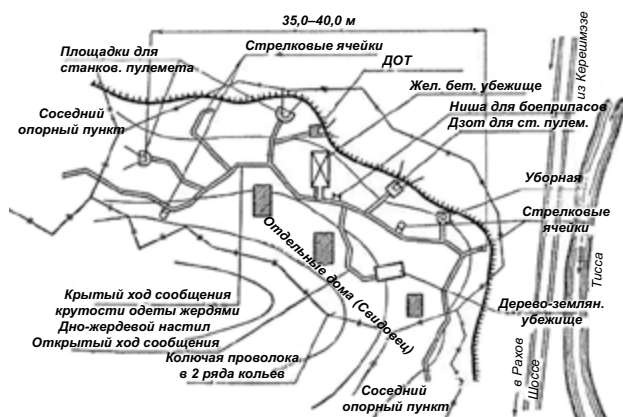 35,0–40,0 м
Площадки для
станков. пулемета
Стрелковые ячейки
ДОТ
Жел. бет. убежище
Ниша для боеприпасов
Дзот для ст. пулем.
Соседний
опорный пункт
Уборная
Стрелковые
ячейки
из Керешмэзе
Тисса
в Рахов
Шоссе
Отдельные дома (Свидовец)
Крытый ход сообщения
крутости одеты жердями
Дно-жердевой настил
Открытый ход сообщения
Колючая проволока
в 2 ряда кольев
Дерево-землян.
убежище
Соседний
опорный пункт